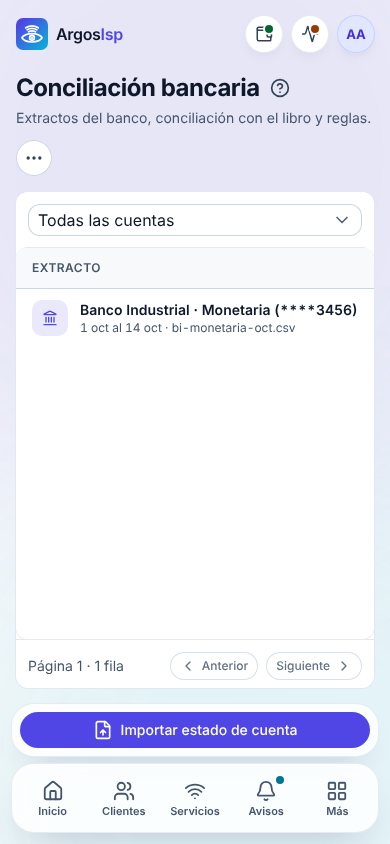 ArgosIsp
AA
Conciliación bancaria
Extractos del banco, conciliación con el libro y reglas.
Todas las cuentas
EXTRACTO
Banco Industrial · Monetaria (****3456)
1 oct al 14 oct · bi-monetaria-oct.csv
Página 1 · 1 fila
Anterior
Siguiente
Importar estado de cuenta
Inicio
Clientes
Servicios
Avisos
Más